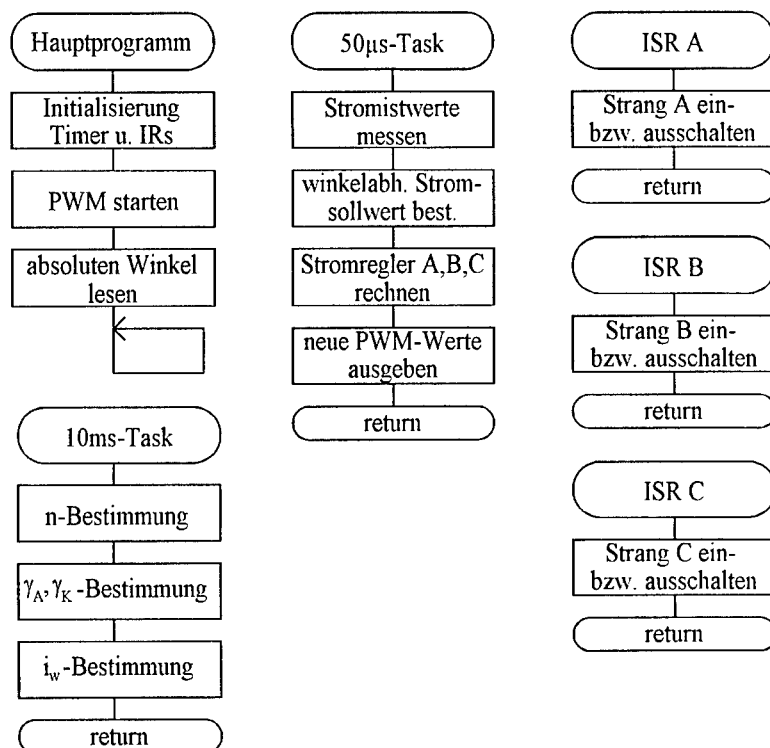 Hauptprogramm
Initialisierung
Timer u. IRs
PWM starten
absoluten Winkel
lesen
10ms-Task
n-Bestimmung
γA, γK -Bestimmung
iw-Bestimmung
return
50µs-Task
Stromistwerte
messen
winkelabh. Strom-
sollwert best.
Stromregler A,B,C
rechnen
neue PWM-Werte
ausgeben
return
ISR A
Strang A ein-
bzw. ausschalten
return
ISR B
Strang B ein-
bzw. ausschalten
return
ISR C
Strang C ein-
bzw. ausschalten
return